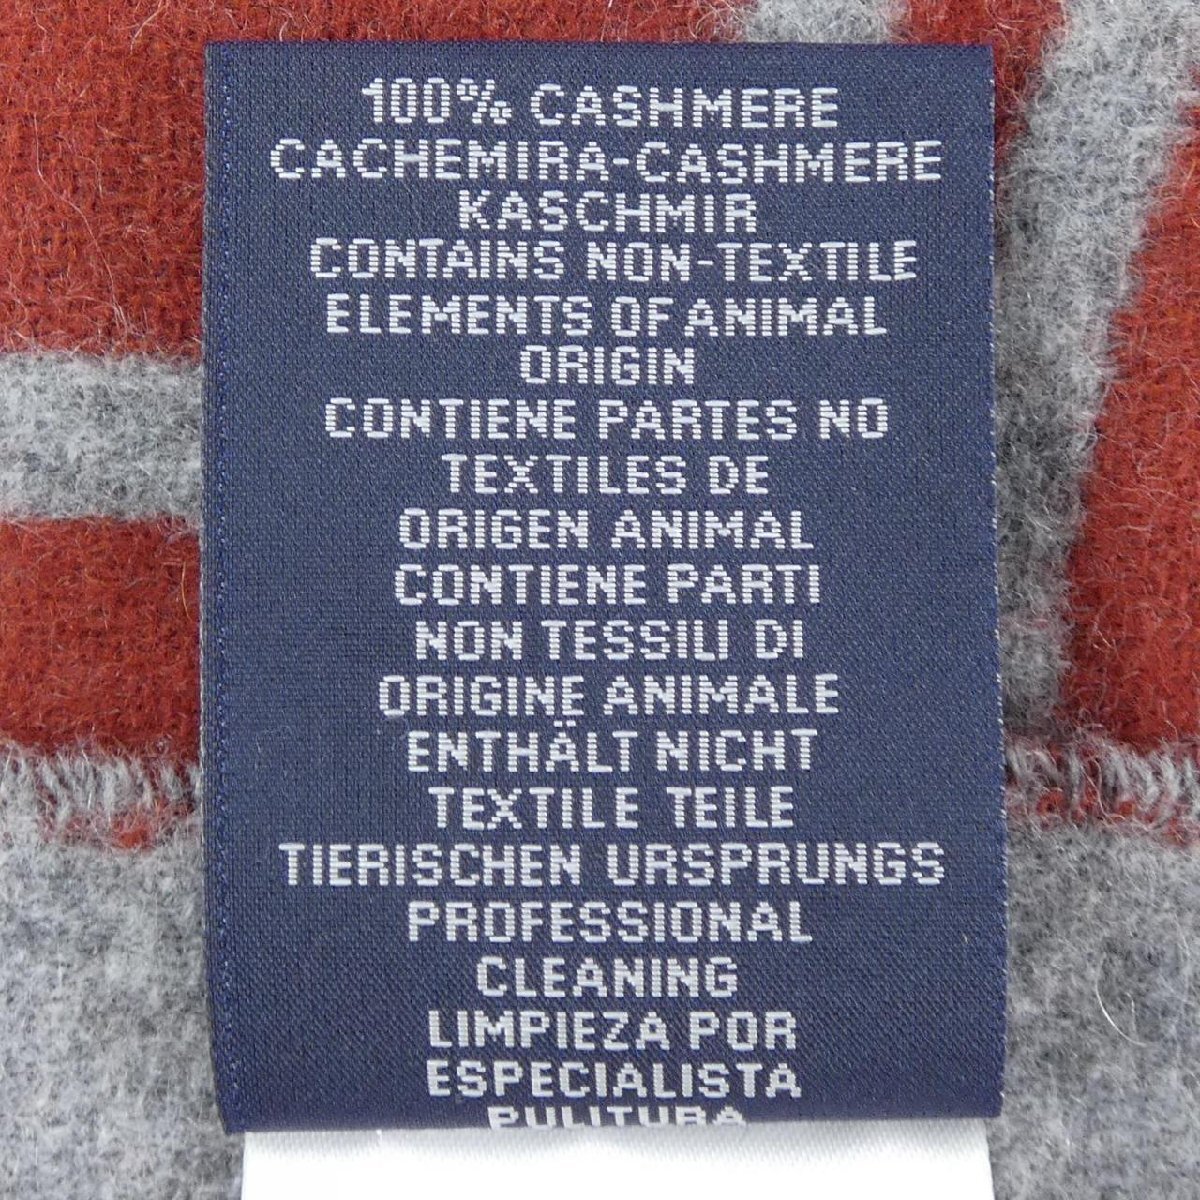 100% CASHMERE
CACHEMIRA-CASHMERE
KASCHMIR
CONTAINS NON-TEXTILE
ELEMENTS OF ANIMAL
ORIGIN
CONTIENE PARTES NO
TEXTILES DE
ORIGEN ANIMAL
CONTIENE PARTI
NON TESSILI DI
ORIGINE ANIMALE
ENTHÄLT NICHT
TEXTILE TEILE
TIERISCHEN URSPRUNGS
PROFESSIONAL
CLEANING
LIMPIEZA POR
ESPECIALISTA
PULITURA